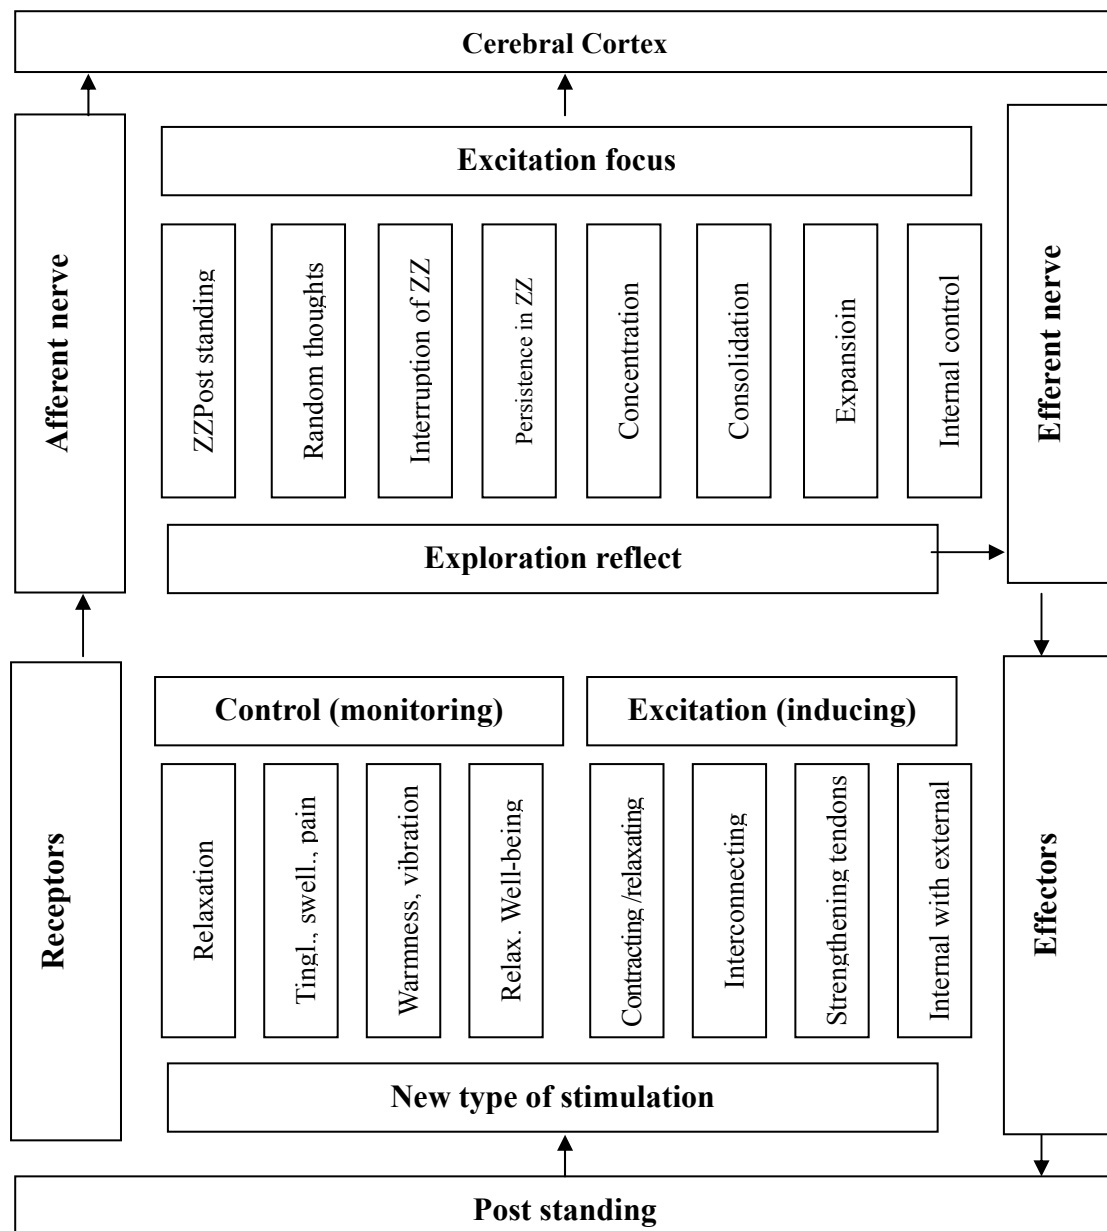 Cerebral Cortex
Afferent nerve
Excitation focus
Efferent nerve
ZZPost standing
Random thoughts
Interruption of ZZ
Persistence in ZZ
Concentration
Consolidation
Expansioin
Internal control
Exploration reflect
Receptors
Control (monitoring)
Excitation (inducing)
Effectors
Relaxation
Tingl., swell., pain
Warmness, vibration
Relax. Well-being
Contracting /relaxating
Interconnecting
Strengthening tendons
Internal with external
New type of stimulation
Post standing